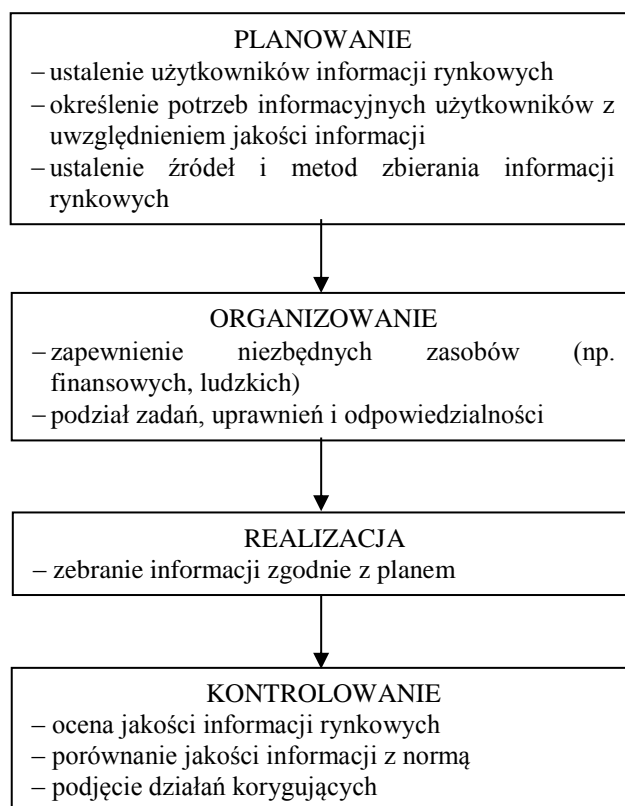 PLANOWANIE
– ustalenie użytkowników informacji rynkowych
– określenie potrzeb informacyjnych użytkowników z
uwzględnieniem jakości informacji
– ustalenie źródeł i metod zbierania informacji
rynkowych
ORGANIZOWANIE
– zapewnienie niezbędnych zasobów (np.
finansowych, ludzkich)
– podział zadań, uprawnień i odpowiedzialności
REALIZACJA
– zebranie informacji zgodnie z planem
KONTROLOWANIE
– ocena jakości informacji rynkowych
– porównanie jakości informacji z normą
– podjęcie działań korygujących